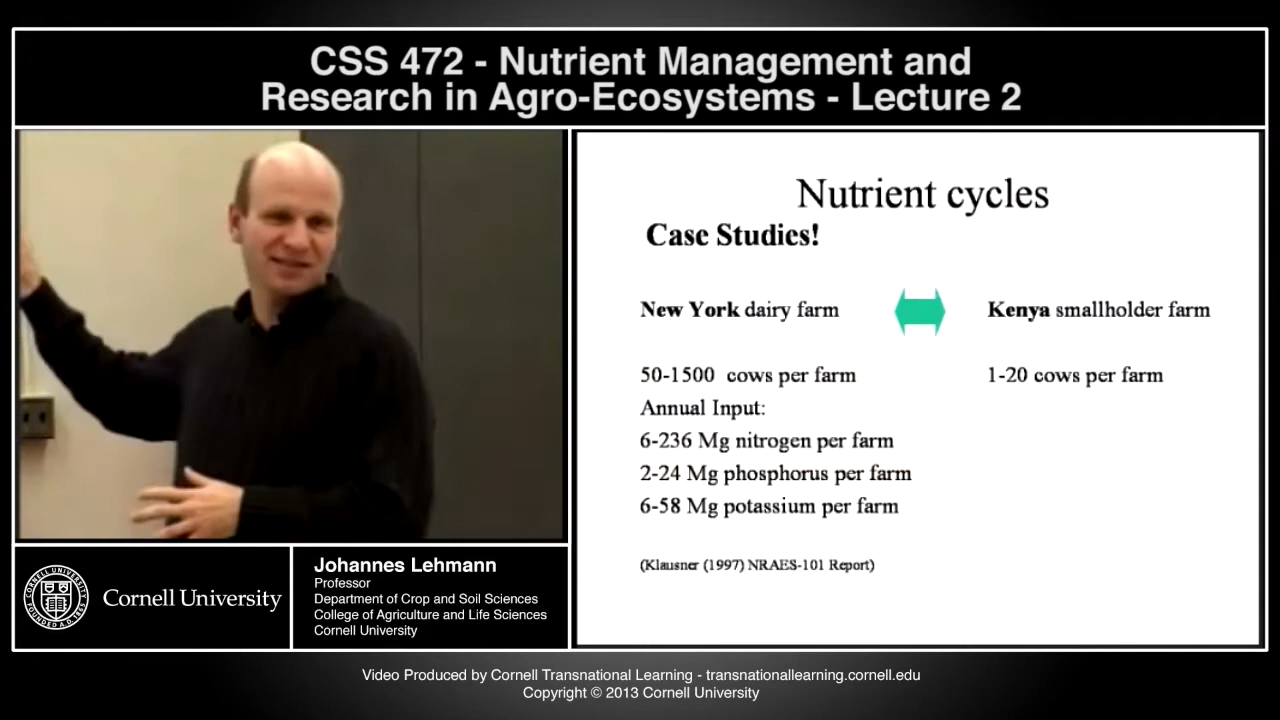 CSS 472 - Nutrient Management and
Research in Agro-Ecosystems - Lecture 2
Nutrient cycles
Case Studies!
New York dairy farm
Kenya smallholder farm
50-1500 cows per farm
1-20 cows per farm
Annual Input:
6-236 Mg nitrogen per farm
2-24 Mg phosphorus per farm
6-58 Mg potassium per farm
(Klausner (1997) NRAES-101 Report)
CORNELL UNIVERSITY
FOUNDED A.D. 1865
Cornell University
Johannes Lehmann
Professor
Department of Crop and Soil Sciences
College of Agriculture and Life Sciences
Cornell University
Video Produced by Cornell Transnational Learning - transnationallearning.cornell.edu
Copyright © 2013 Cornell University